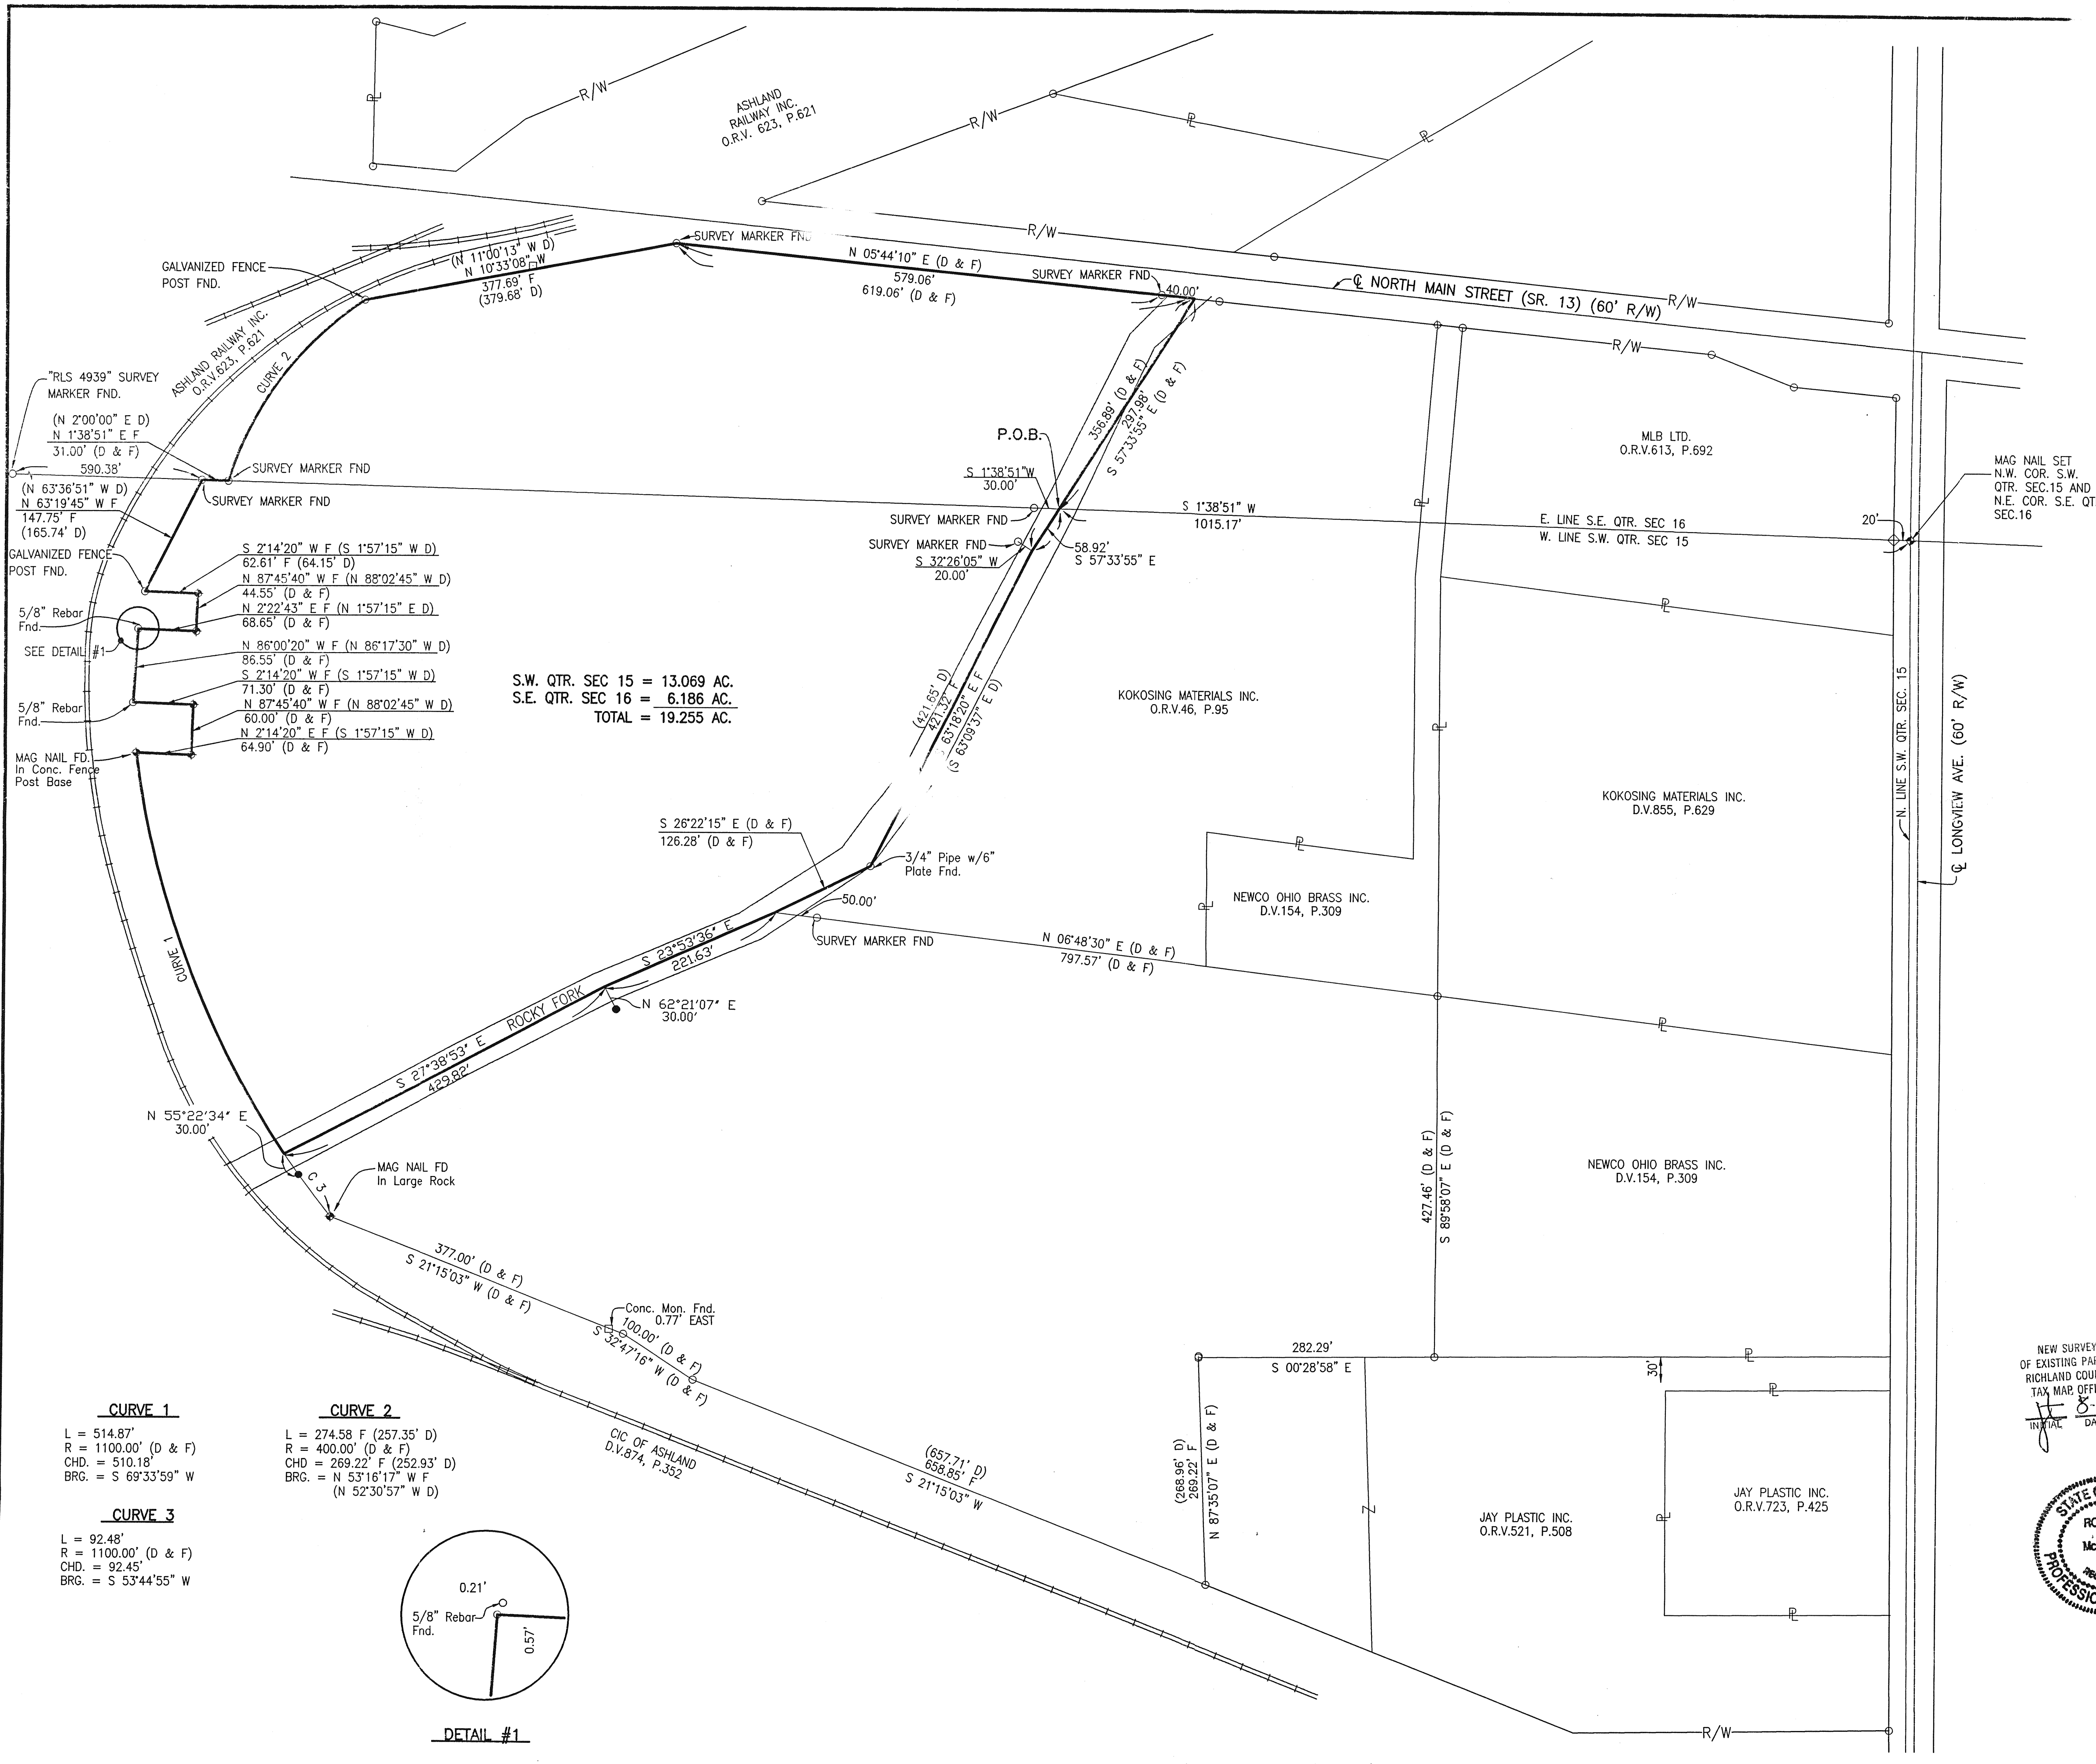 R/W
ASHLAND
RAILWAY INC.
O.R.V. 623, P.621
R/W
R/W
SURVEY MARKER FND
(N 11°00'13" W D)
N 10°33'08" W
377.69' F
(379.68' D)
GALVANIZED FENCE
POST FND.
N 05°44'10" E (D & F)
579.06'
619.06' (D & F)
SURVEY MARKER FND
40.00'
℄ NORTH MAIN STREET (SR. 13) (60' R/W)
R/W
R/W
ASHLAND RAILWAY INC.
O.R.V.623, P.621
CURVE 2
"RLS 4939" SURVEY
MARKER FND.
(N 2°00'00" E D)
N 1°38'51" E F
31.00' (D & F)
590.38'
SURVEY MARKER FND
SURVEY MARKER FND
(N 63°36'51" W D)
N 63°19'45" W F
147.75' F
(165.74' D)
GALVANIZED FENCE
POST FND.
S 2°14'20" W F (S 1°57'15" W D)
62.61' F (64.15' D)
N 87°45'40" W F (N 88°02'45" W D)
44.55' (D & F)
5/8" Rebar
Fnd.
N 2°22'43" E F (N 1°57'15" E D)
68.65' (D & F)
SEE DETAIL #1
N 86°00'20" W F (N 86°17'30" W D)
86.55' (D & F)
S 2°14'20" W F (S 1°57'15" W D)
71.30' (D & F)
5/8" Rebar
Fnd.
N 87°45'40" W F (N 88°02'45" W D)
60.00' (D & F)
N 2°14'20" E F (S 1°57'15" W D)
64.90' (D & F)
MAG NAIL FD.
In Conc. Fence
Post Base
356.89' (D & F)
297.98'
S 57°33'55" E (D & F)
P.O.B.
S 1°38'51"W
30.00'
SURVEY MARKER FND
SURVEY MARKER FND
S 32°26'05" W
20.00'
58.92'
S 57°33'55" E
S 1°38'51" W
1015.17'
E. LINE S.E. QTR. SEC 16
W. LINE S.W. QTR. SEC 15
20'
MLB LTD.
O.R.V.613, P.692
MAG NAIL SET
N.W. COR. S.W.
QTR. SEC.15 AND
N.E. COR. S.E.
SEC.16
S.W. QTR. SEC 15 = 13.069 AC.
S.E. QTR. SEC 16 = 6.186 AC.
TOTAL = 19.255 AC.
(421.65' D)
421.32' F
S 63°18'20" E F
(S 63°09'37" E D)
KOKOSING MATERIALS INC.
O.R.V.46, P.95
KOKOSING MATERIALS INC.
D.V.855, P.629
N. LINE S.W. QTR. SEC. 15
℄ LONGVIEW AVE. (60' R/W)
S 26°22'15" E (D & F)
126.28' (D & F)
3/4" Pipe w/6"
Plate Fnd.
50.00'
SURVEY MARKER FND
NEWCO OHIO BRASS INC.
D.V.154, P.309
N 06°48'30" E (D & F)
797.57' (D & F)
S 23°53'36" E
221.63'
ROCKY FORK
N 62°21'07" E
30.00'
S 27°38'53" E
429.82'
CURVE 1
N 55°22'34" E
30.00'
C 3
MAG NAIL FD
In Large Rock
427.46' (D & F)
S 89°58'07" E (D & F)
NEWCO OHIO BRASS INC.
D.V.154, P.309
377.00' (D & F)
S 21°15'03" W (D & F)
Conc. Mon. Fnd.
0.77' EAST
100.00' (D & F)
S 32°47'16" W (D & F)
282.29'
S 00°28'58" E
30'
NEW SURVEY
OF EXISTING
RICHLAND
TAX MAP
INITIAL
CIC OF ASHLAND
D.V.874, P.352
(657.71' D)
658.85' F
S 21°15'03" W
(268.96' D)
269.22' F
N 87°35'07" E (D & F)
JAY PLASTIC INC.
O.R.V.521, P.508
JAY PLASTIC INC.
O.R.V.723, P.425
R/W
CURVE 1
L = 514.87'
R = 1100.00' (D & F)
CHD. = 510.18'
BRG. = S 69°33'59" W
CURVE 2
L = 274.58 F (257.35' D)
R = 400.00' (D & F)
CHD = 269.22' F (252.93' D)
BRG. = N 53°16'17" W F
(N 52°30'57" W D)
CURVE 3
L = 92.48'
R = 1100.00' (D & F)
CHD. = 92.45'
BRG. = S 53°44'55" W
0.21'
5/8" Rebar
Fnd.
0.57'
DETAIL #1
STATE